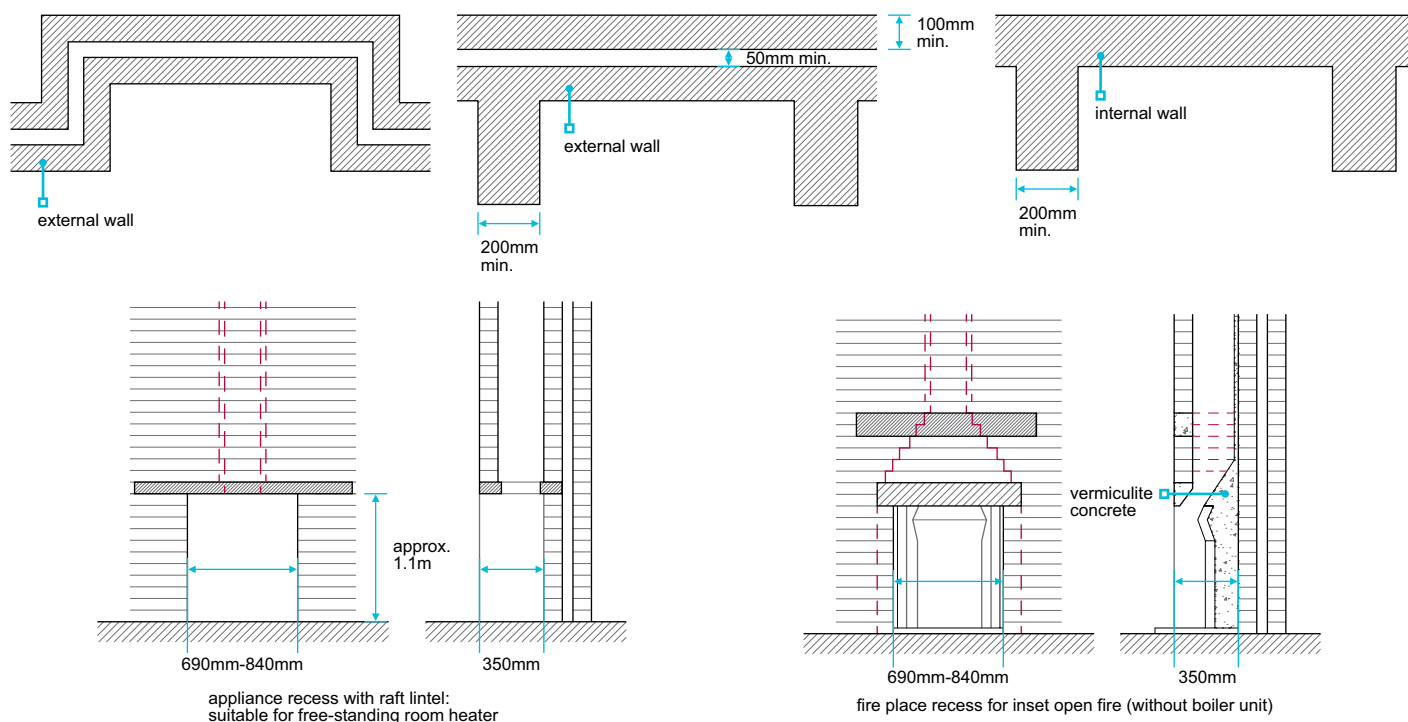 external wall
100mm
min.
50mm min.
external wall
200mm
min.
internal wall
200mm
min.
approx.
1.1m
690mm-840mm
350mm
appliance recess with raft lintel:
suitable for free-standing room heater
vermiculite
concrete
690mm-840mm
350mm
fire place recess for inset open fire (without boiler unit)